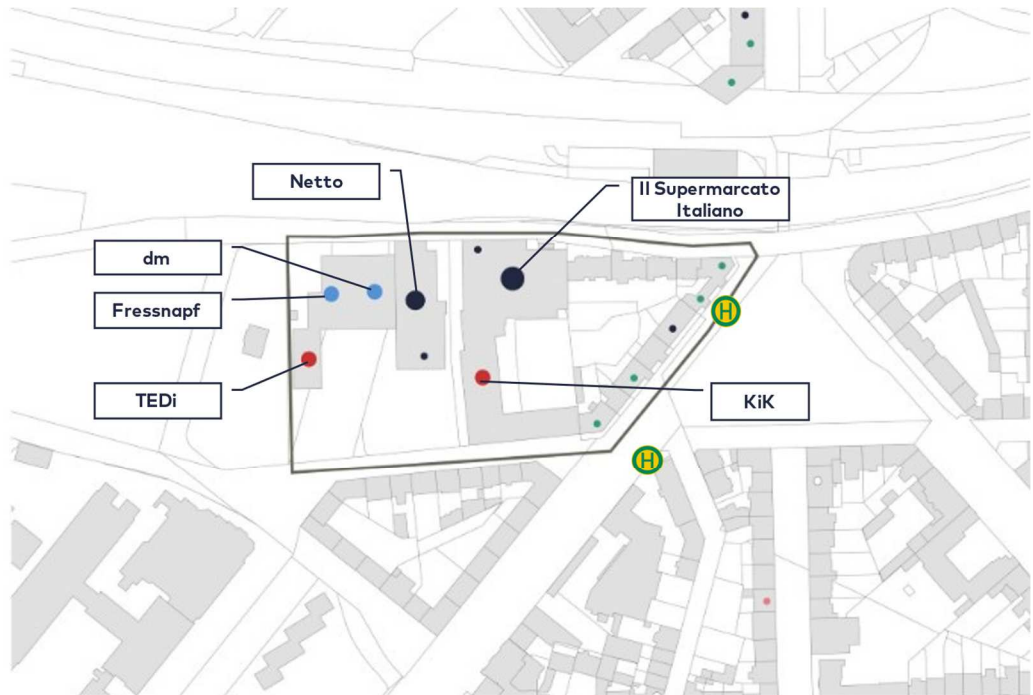 Netto
Il Supermarcato
Italiano
dm
Fressnapf
H
TEDi
KiK
H